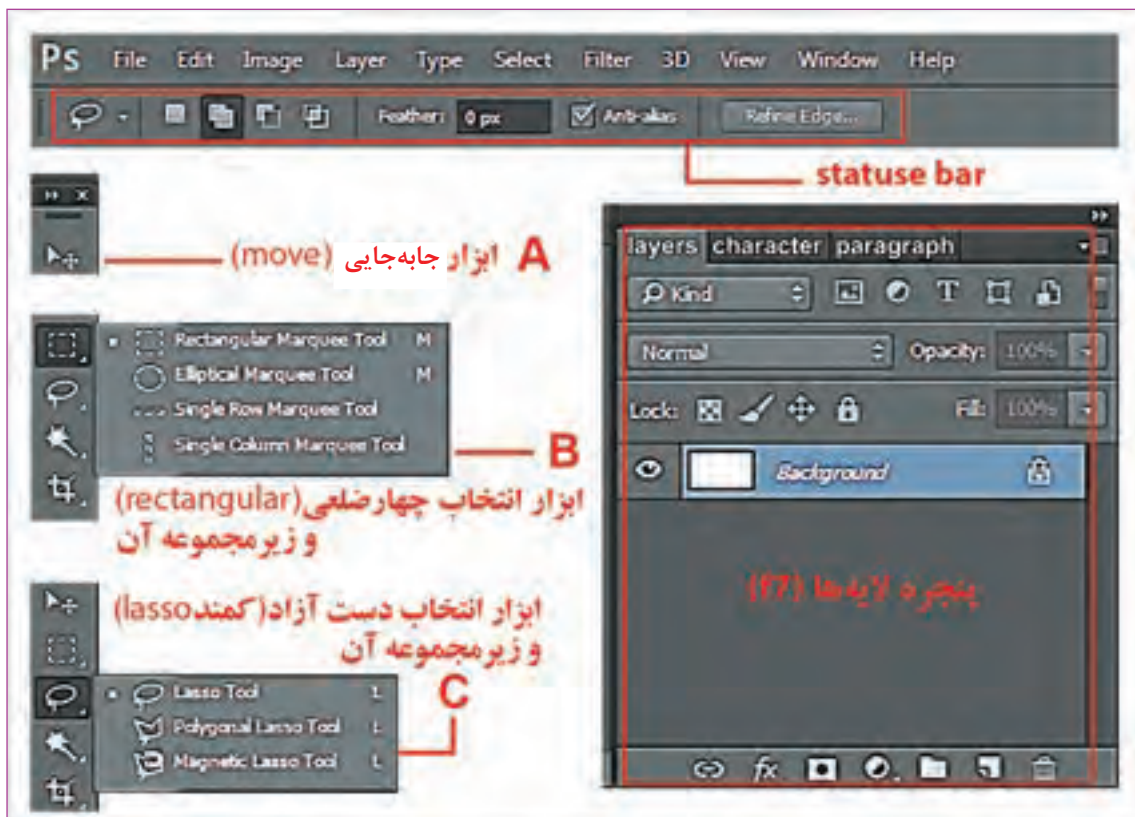 Ps File Edit Image Layer Type Select Filter 3D View Window Help
Feather: 0 px Anti-alias Refine Edge...
statuse bar
A ابزار جابه‌جایی (move)
Rectangular Marquee Tool M
Elliptical Marquee Tool M
Single Row Marquee Tool
Single Column Marquee Tool
B
ابزار انتخاب چهارضلعی (rectangular)
و زیرمجموعه آن
ابزار انتخاب دست آزاد (کمند lasso)
و زیرمجموعه آن
C
Lasso Tool L
Polygonal Lasso Tool L
Magnetic Lasso Tool L
layers character paragraph
Kind
Normal Opacity: 100%
Lock: Fill: 100%
Background
fx
پنجره لایه‌ها (f7)